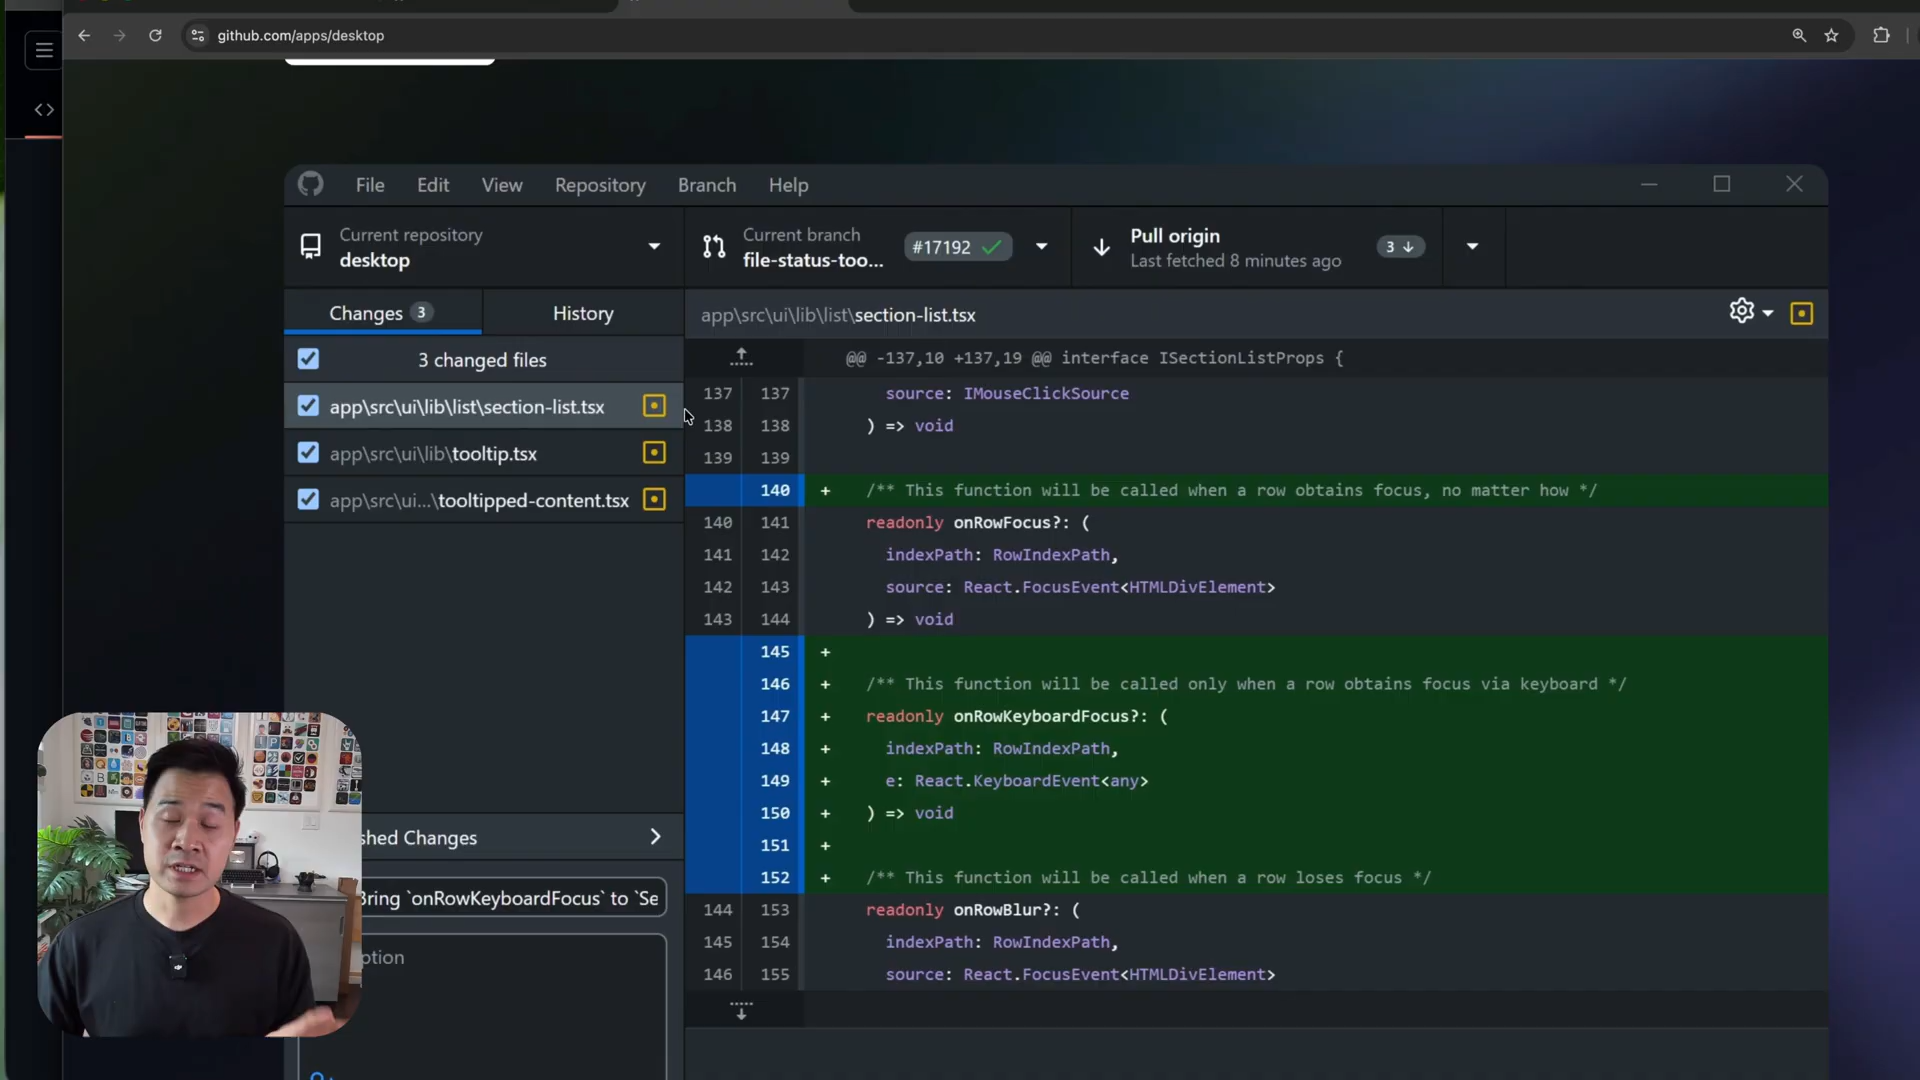 github.com/apps/desktop
File Edit View Repository Branch Help
Current repository
desktop
Current branch
file-status-too...
#17192
Pull origin
Last fetched 8 minutes ago
3
Changes 3
History
3 changed files
app\src\ui\lib\list\section-list.tsx
app\src\ui\lib\tooltip.tsx
app\src\ui...\tooltipped-content.tsx
shed Changes
Bring `onRowKeyboardFocus` to `Se
ption
app\src\ui\lib\list\section-list.tsx
@@ -137,10 +137,19 @@ interface ISectionListProps {
137 137 source: IMouseClickSource
138 138 ) => void
139 139
140 + /** This function will be called when a row obtains focus, no matter how */
140 141 readonly onRowFocus?: (
141 142 indexPath: RowIndexPath,
142 143 source: React.FocusEvent<HTMLDivElement>
143 144 ) => void
145 +
146 + /** This function will be called only when a row obtains focus via keyboard */
147 + readonly onRowKeyboardFocus?: (
148 + indexPath: RowIndexPath,
149 + e: React.KeyboardEvent<any>
150 + ) => void
151 +
152 + /** This function will be called when a row loses focus */
144 153 readonly onRowBlur?: (
145 154 indexPath: RowIndexPath,
146 155 source: React.FocusEvent<HTMLDivElement>